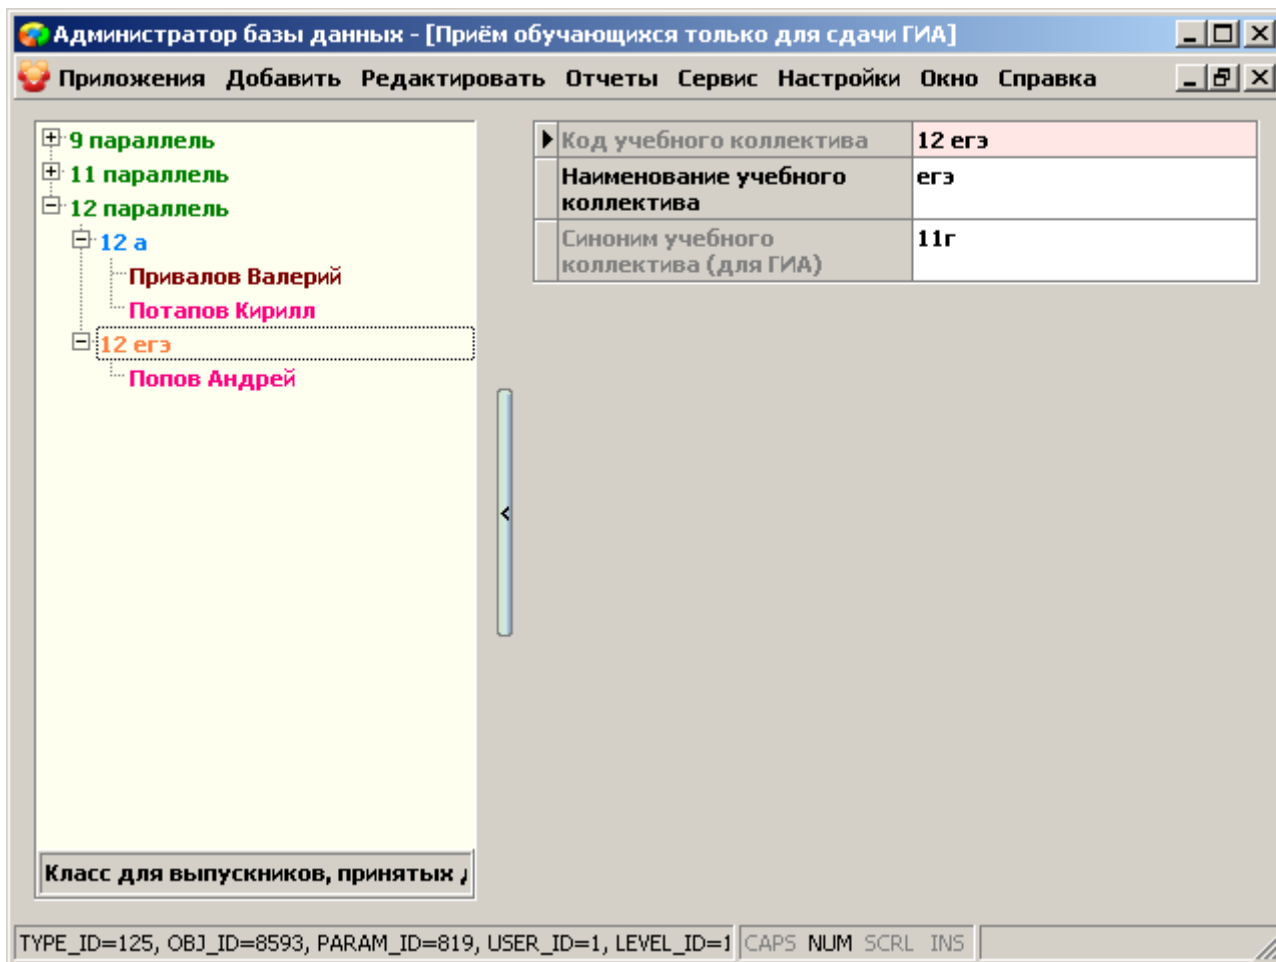 Администратор базы данных - [Приём обучающихся только для сдачи ГИА]
Приложения Добавить Редактировать Отчеты Сервис Настройки Окно Справка
9 параллель
11 параллель
12 параллель
12 а
Привалов Валерий
Потапов Кирилл
12 егэ
Попов Андрей
Класс для выпускников, принятых
Код учебного коллектива 12 егэ
Наименование учебного егэ
коллектива
Синоним учебного 11г
коллектива (для ГИА)
TYPE_ID=125, OBJ_ID=8593, PARAM_ID=819, USER_ID=1, LEVEL_ID=1 CAPS NUM SCRL INS